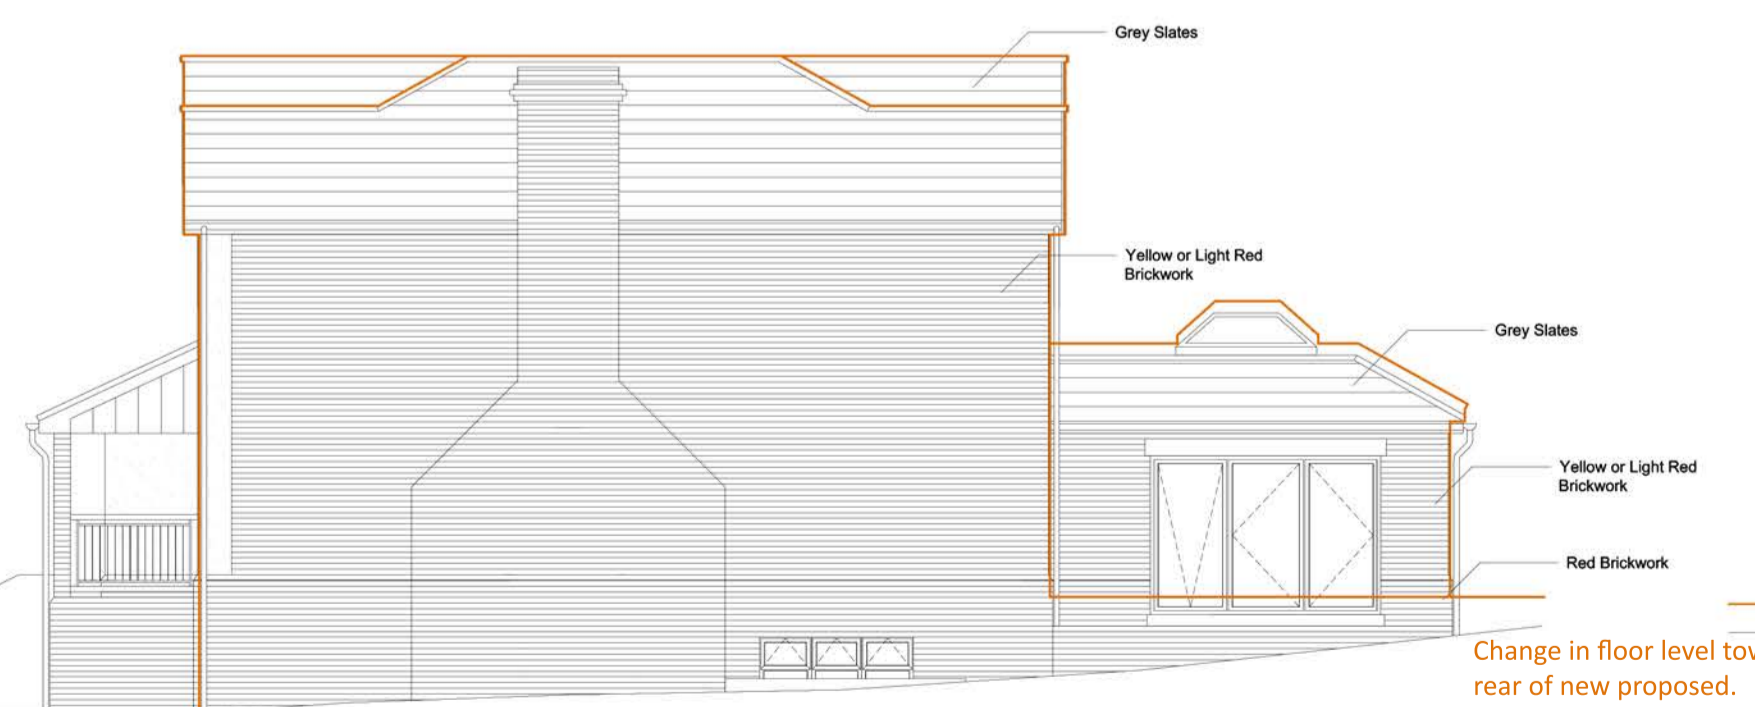 Grey Slates
Yellow or Light Red
Brickwork
Grey Slates
Yellow or Light Red
Brickwork
Red Brickwork
Change in floor level
rear of new proposed.